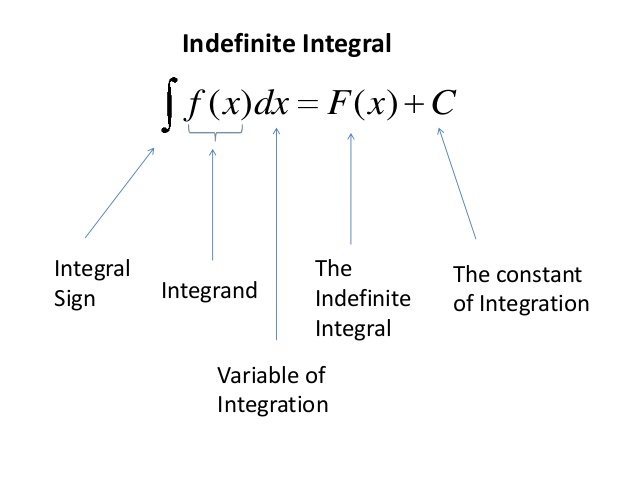 Indefinite Integral
∫ f (x)dx = F(x) + C
Integral
Sign
Integrand
The
Indefinite
Integral
The constant
of Integration
Variable of
Integration